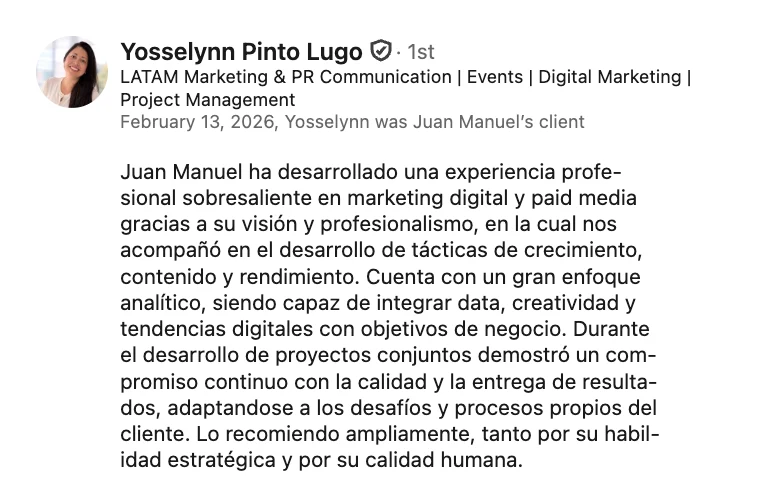 Yosselynn Pinto Lugo · 1st
LATAM Marketing & PR Communication | Events | Digital Marketing |
Project Management
February 13, 2026, Yosselynn was Juan Manuel’s client
Juan Manuel ha desarrollado una experiencia profe-
sional sobresaliente en marketing digital y paid media
gracias a su visión y profesionalismo, en la cual nos
acompañó en el desarrollo de tácticas de crecimiento,
contenido y rendimiento. Cuenta con un gran enfoque
analítico, siendo capaz de integrar data, creatividad y
tendencias digitales con objetivos de negocio. Durante
el desarrollo de proyectos conjuntos demostró un com-
promiso continuo con la calidad y la entrega de resulta-
dos, adaptandose a los desafíos y procesos propios del
cliente. Lo recomiendo ampliamente, tanto por su habil-
idad estratégica y por su calidad humana.